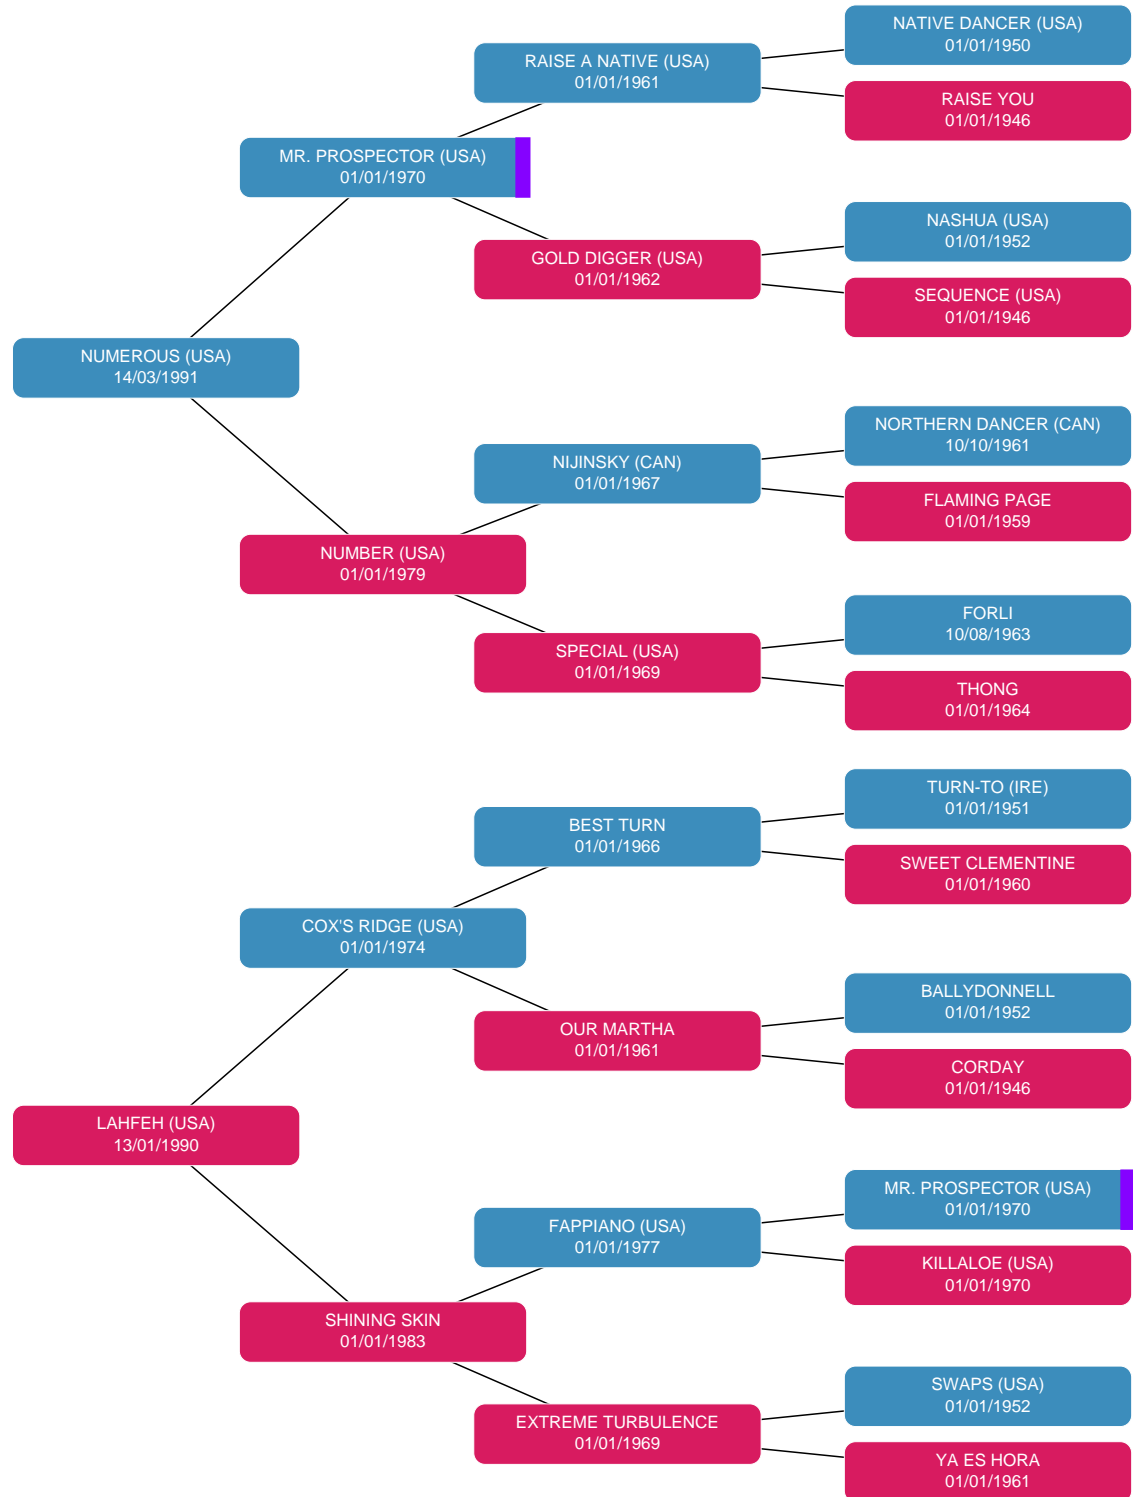 NATIVE DANCER (USA)
01/01/1950
RAISE A NATIVE (USA)
01/01/1961
RAISE YOU
01/01/1946
MR. PROSPECTOR (USA)
01/01/1970
NASHUA (USA)
01/01/1952
GOLD DIGGER (USA)
01/01/1962
SEQUENCE (USA)
01/01/1946
NUMEROUS (USA)
14/03/1991
NORTHERN DANCER (CAN)
10/10/1961
NIJINSKY (CAN)
01/01/1967
FLAMING PAGE
01/01/1959
NUMBER (USA)
01/01/1979
FORLI
10/08/1963
SPECIAL (USA)
01/01/1969
THONG
01/01/1964
TURN-TO (IRE)
01/01/1951
BEST TURN
01/01/1966
SWEET CLEMENTINE
01/01/1960
COX'S RIDGE (USA)
01/01/1974
BALLYDONNELL
01/01/1952
OUR MARTHA
01/01/1961
CORDAY
01/01/1946
LAHFEH (USA)
13/01/1990
MR. PROSPECTOR (USA)
01/01/1970
FAPPIANO (USA)
01/01/1977
KILLALOE (USA)
01/01/1970
SHINING SKIN
01/01/1983
SWAPS (USA)
01/01/1952
EXTREME TURBULENCE
01/01/1969
YA ES HORA
01/01/1961